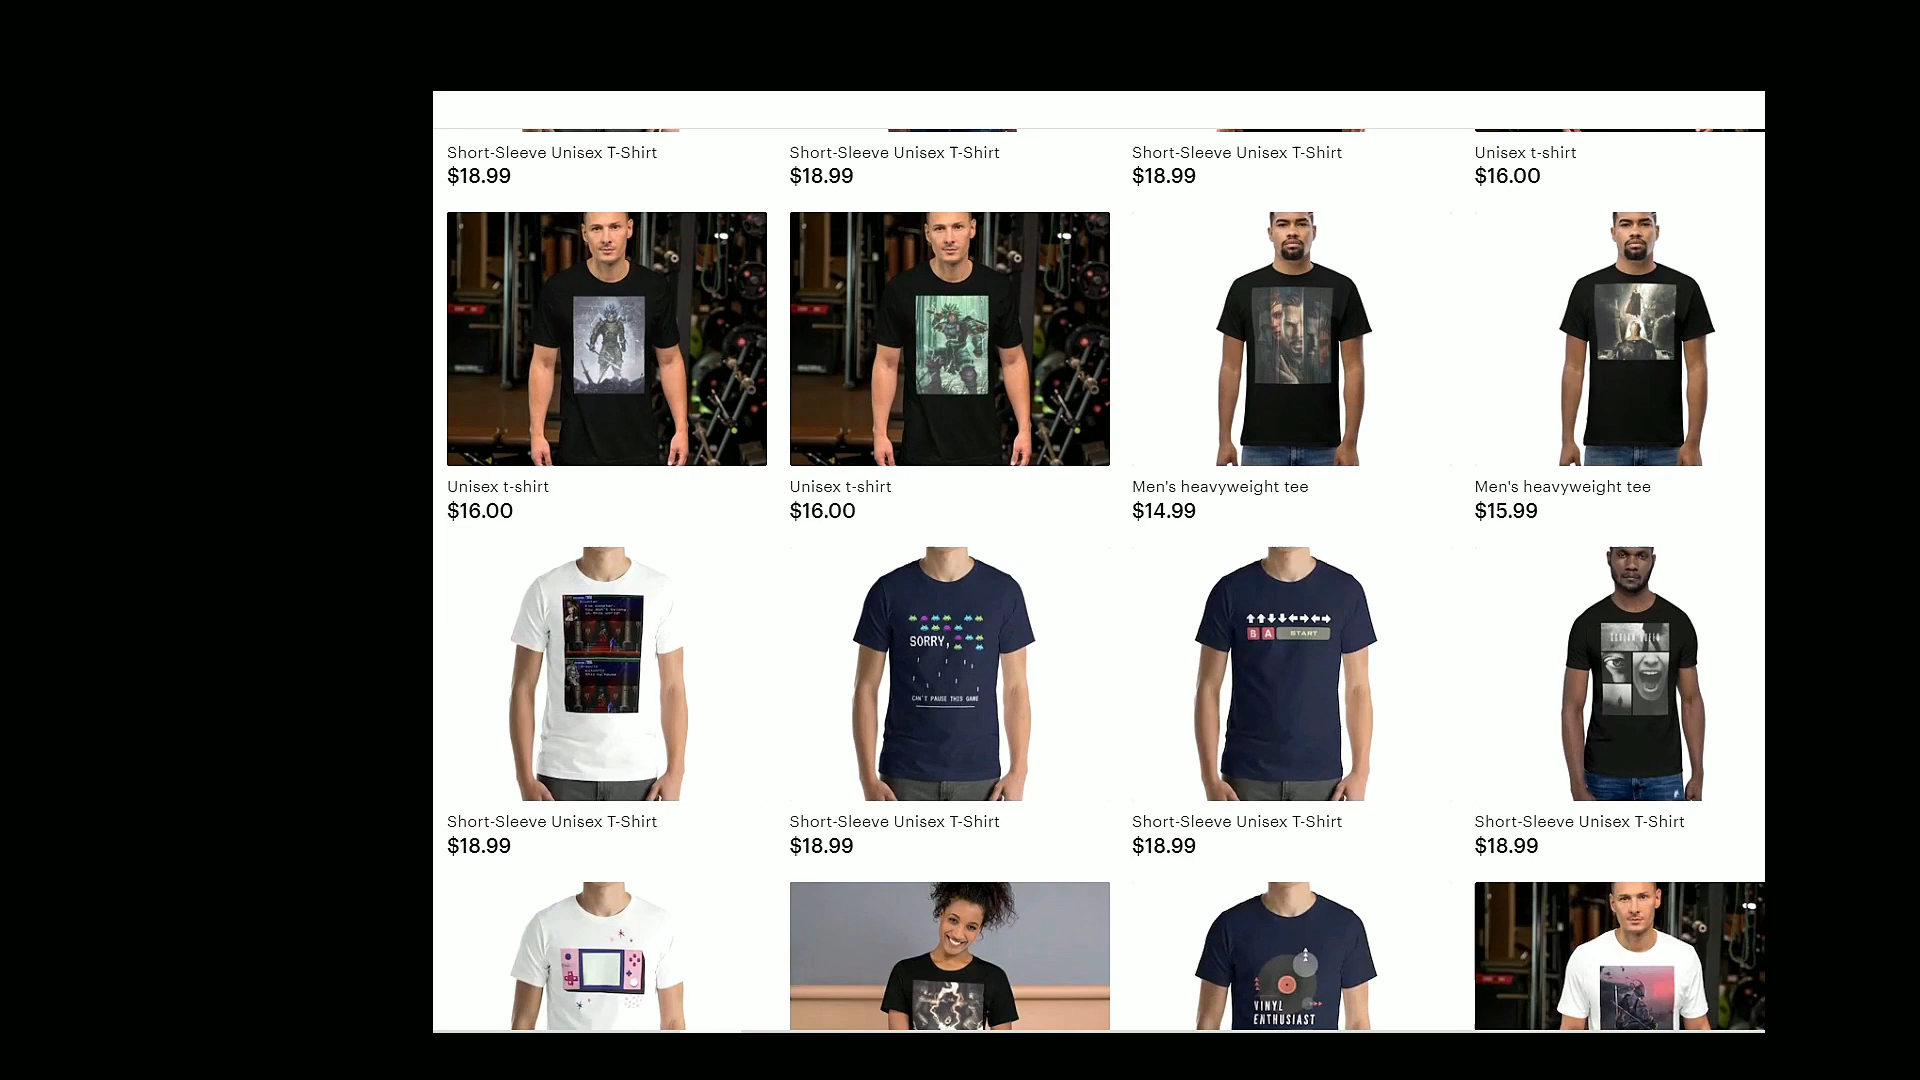 Short-Sleeve Unisex T-Shirt
$18.99
Short-Sleeve Unisex T-Shirt
$18.99
Short-Sleeve Unisex T-Shirt
$18.99
Unisex t-shirt
$16.00
Unisex t-shirt
$16.00
Unisex t-shirt
$16.00
Men's heavyweight tee
$14.99
Men's heavyweight tee
$15.99
SORRY,
CAN'T PAUSE THIS GAME
B A START
Short-Sleeve Unisex T-Shirt
$18.99
Short-Sleeve Unisex T-Shirt
$18.99
Short-Sleeve Unisex T-Shirt
$18.99
Short-Sleeve Unisex T-Shirt
$18.99
VINYL
ENTHUSIAST